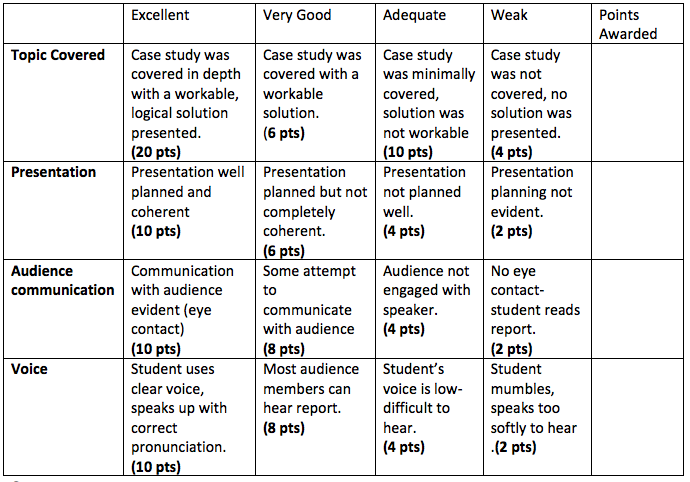 Excellent
Very Good
Adequate
Weak
Points
Awarded
Topic Covered
Case study was
covered in depth
with a workable,
logical solution
presented.
(20 pts)
Case study was
covered with a
workable
solution.
(6 pts)
Case study
was minimally
covered,
solution was
not workable
(10 pts)
Case study
was not
covered, no
solution was
presented.
(4 pts)
Presentation
Presentation well
planned and
coherent
(10 pts)
Presentation
planned but not
completely
coherent.
(6 pts)
Presentation
not planned
well.
(4 pts)
Presentation
planning not
evident.
(2 pts)
Audience
communication
Communication
with audience
evident (eye
contact)
(10 pts)
Some attempt
to
communicate
with audience
(8 pts)
Audience not
engaged with
speaker.
(4 pts)
No eye
contact-
student reads
report.
(2 pts)
Voice
Student uses
clear voice,
speaks up with
correct
pronunciation.
(10 pts)
Most audience
members can
hear report.
(8 pts)
Student’s
voice is low-
difficult to
hear.
(4 pts)
Student
mumbles,
speaks too
softly to hear
.(2 pts)